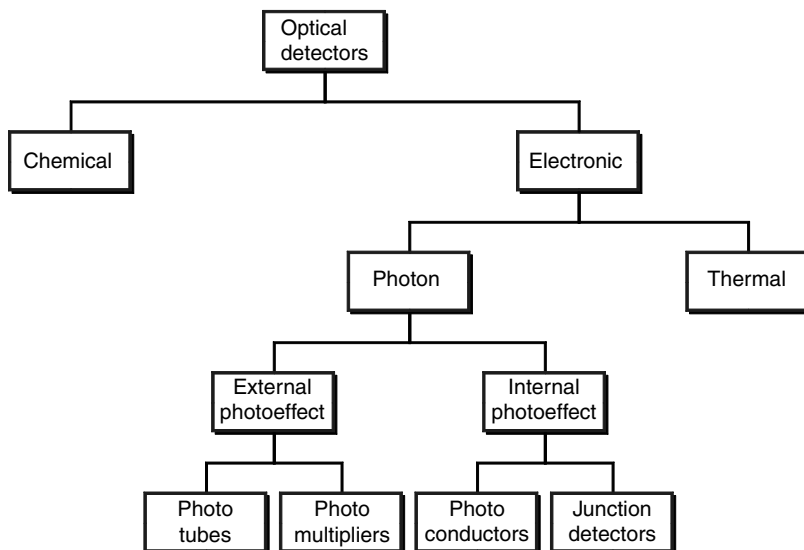 Optical
detectors
Chemical
Electronic
Photon
Thermal
External
photoeffect
Internal
photoeffect
Photo
tubes
Photo
multipliers
Photo
conductors
Junction
detectors